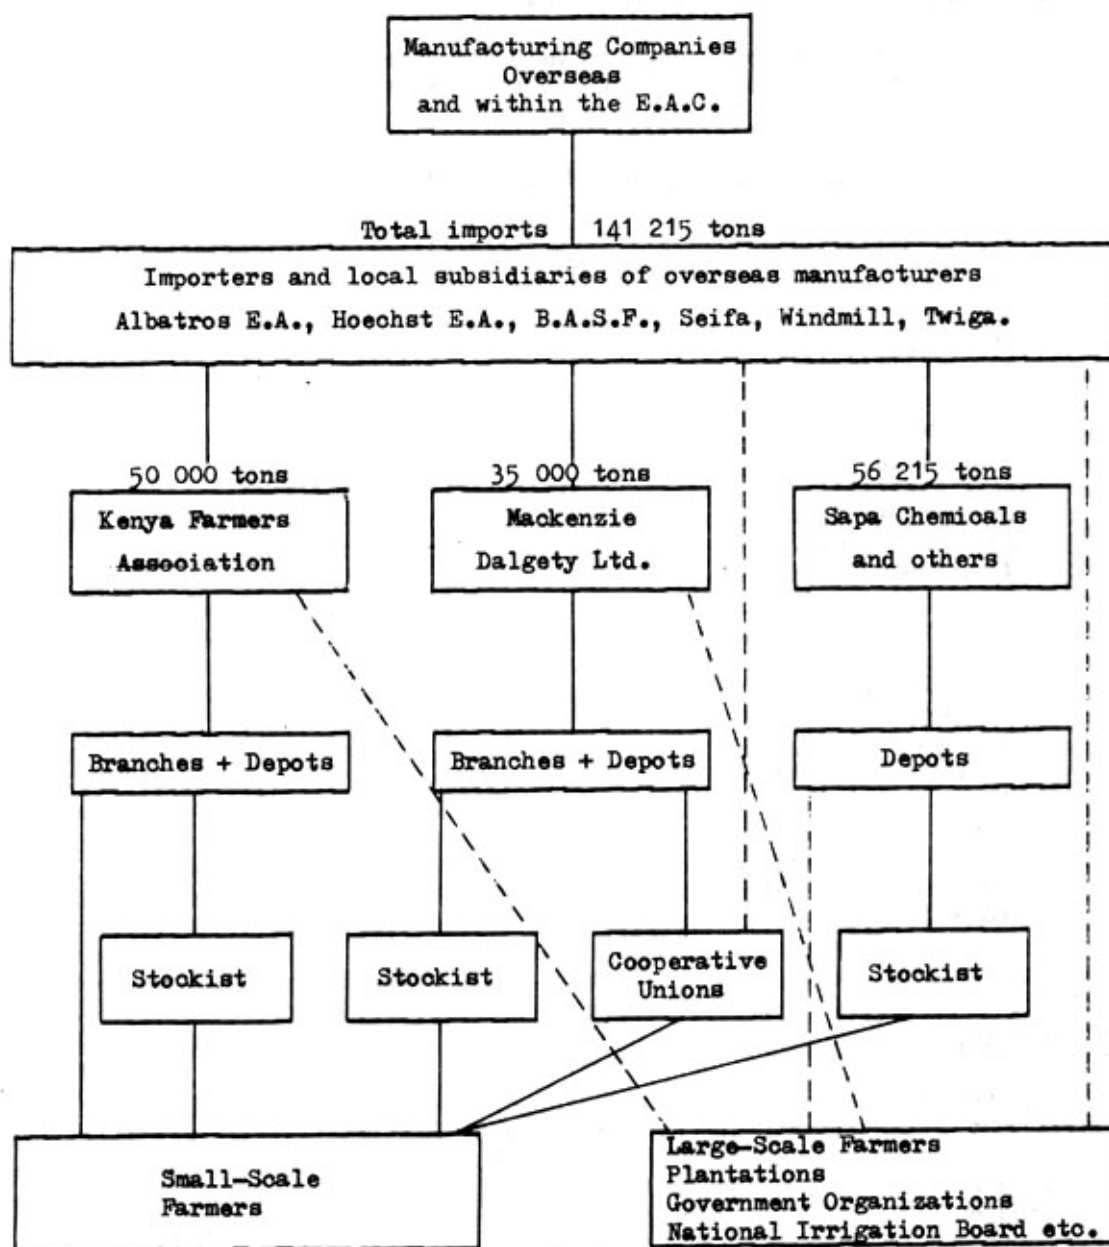 Manufacturing Companies
Overseas
and within the E.A.C.
Total imports 141 215 tons
Importers and local subsidiaries of overseas manufacturers
Albatros E.A., Hoechst E.A., B.A.S.F., Seifa, Windmill, Twiga.
50 000 tons
35 000 tons
56 215 tons
Kenya Farmers
Association
Mackenzie
Dalgety Ltd.
Sapa Chemicals
and others
Branches + Depots
Branches + Depots
Depots
Stockist
Stockist
Cooperative
Unions
Stockist
Small-Scale
Farmers
Large-Scale Farmers
Plantations
Government Organizations
National Irrigation Board etc.